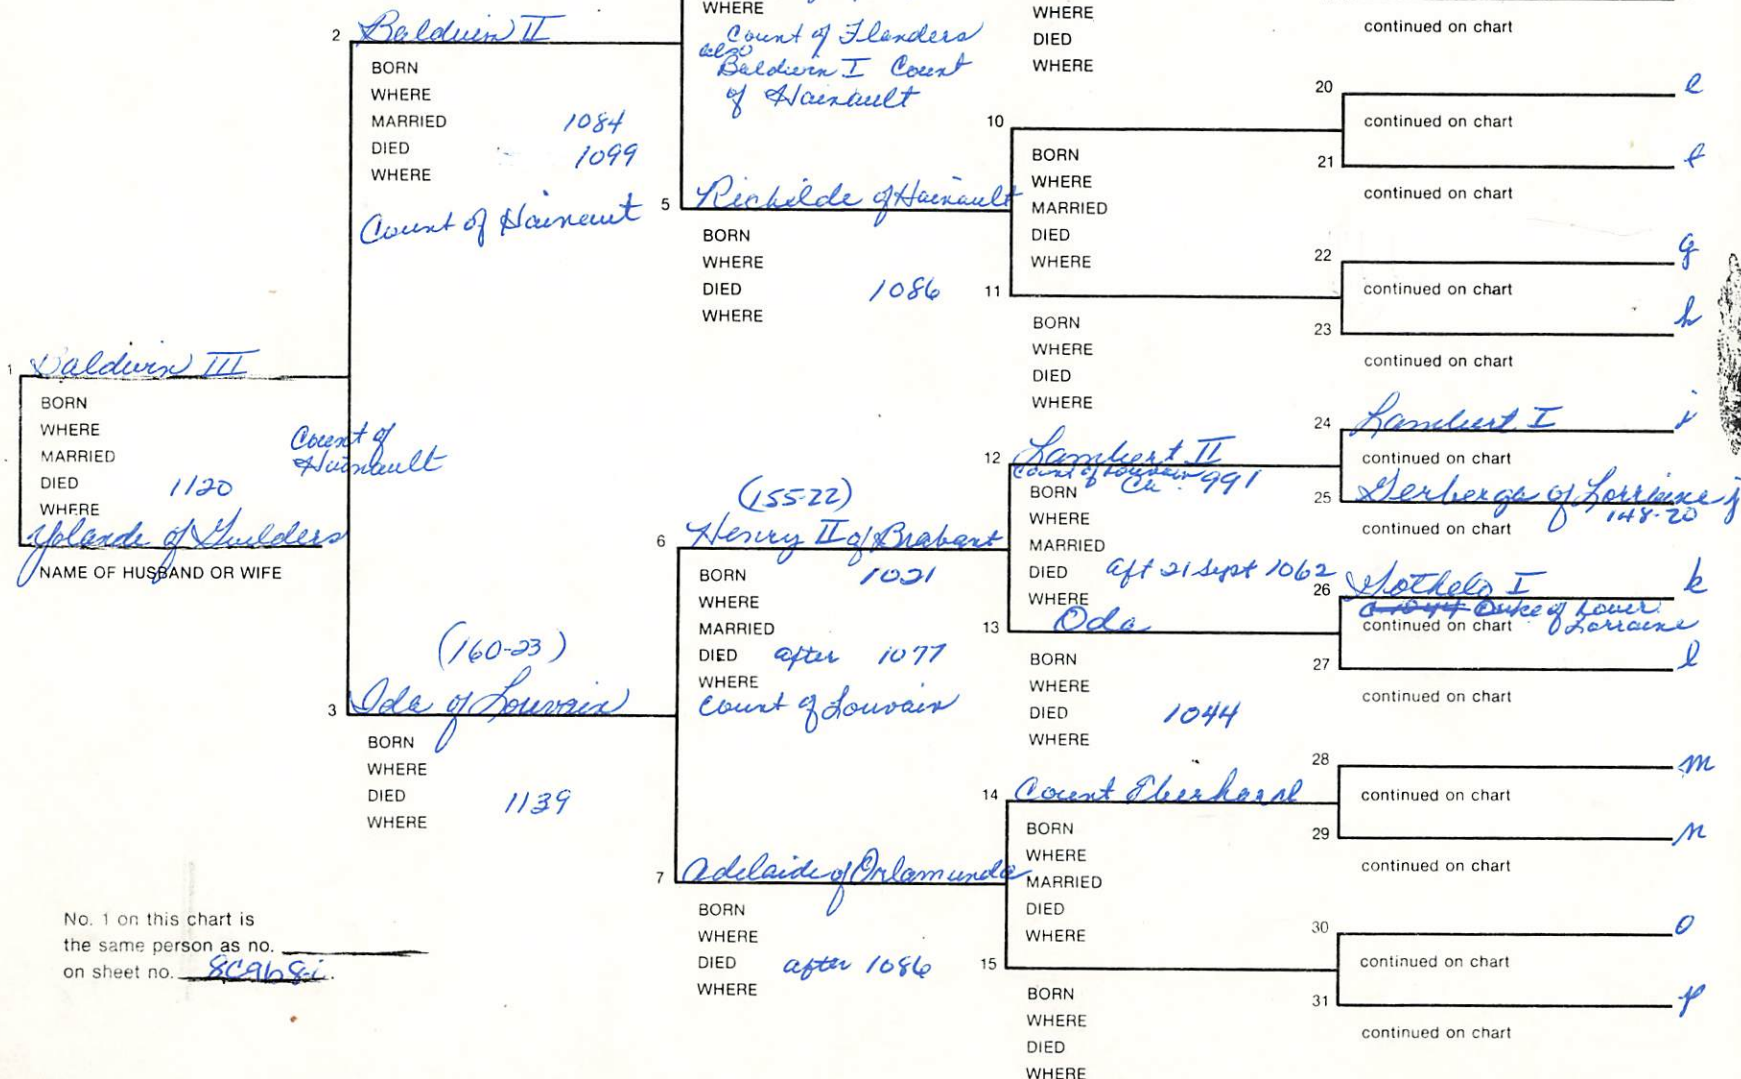 WHERE
Count of Flanders
also
Baldwin I Count
of Hainault
WHERE
DIED
WHERE
continued on chart
2 Baldwin II
BORN
WHERE
MARRIED 1084
DIED 1099
WHERE
Count of Hainaut
5 Richilde of Hainault
BORN
WHERE
DIED 1086
WHERE
10
BORN
WHERE
MARRIED
DIED
WHERE
11
BORN
WHERE
DIED
WHERE
20 e
continued on chart
21 f
continued on chart
22 g
continued on chart
23 h
continued on chart
1 Baldwin III
BORN
WHERE
MARRIED
DIED 1120
WHERE
Count of
Hainault
Yolande of Guelders
NAME OF HUSBAND OR WIFE
(160-23)
3 Ida of Louvain
BORN
WHERE
DIED 1139
WHERE
(155-22)
6 Henry II of Brabant
BORN 1021
WHERE
MARRIED
DIED after 1077
WHERE
Count of Louvain
7 Adelaide of Orlamunda
BORN
WHERE
DIED after 1086
WHERE
12 Lambert II
Count of Louvain
BORN Ca. 991
WHERE
MARRIED
DIED aft 21 Sept 1062
WHERE
13 Oda
BORN
WHERE
DIED 1044
WHERE
14 Count Eberhard
BORN
WHERE
MARRIED
DIED
WHERE
15
BORN
WHERE
DIED
WHERE
24 Lambert I i
continued on chart
25 Gerberga of Lorraine j
148-20
continued on chart
26 Gothelo I k
Duke of Lower
continued on chart Lorraine
27 l
continued on chart
28 m
continued on chart
29 n
continued on chart
30 o
continued on chart
31 p
continued on chart
No. 1 on this chart is
the same person as no.
on sheet no. 8C9b8-i.